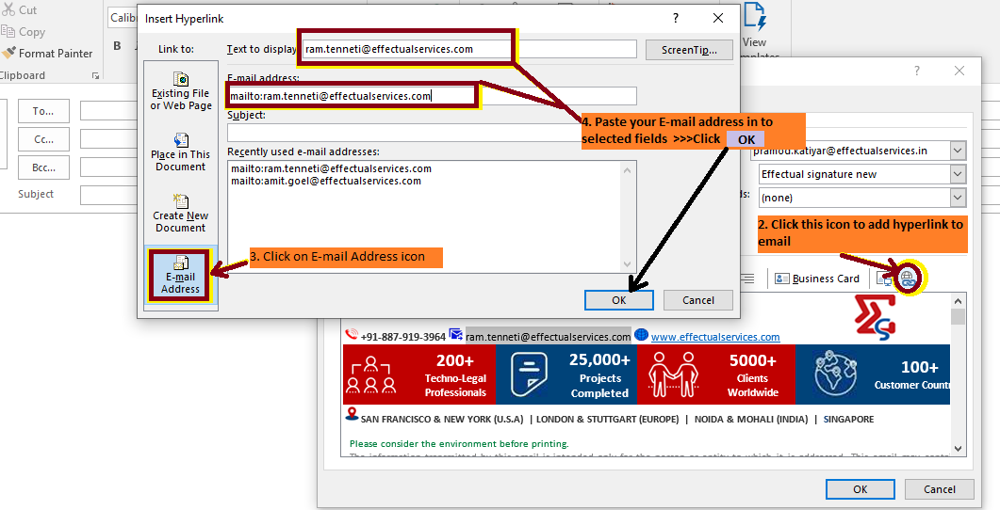 Cut
Copy
Format Painter
Clipboard
Calib
B
To...
Cc...
Bcc...
Subject
View
Templates
Insert Hyperlink
?
Link to:
Text to display:
ram.tenneti@effectualservices.com
ScreenTip...
Existing File
or Web Page
Place in This
Document
Create New
Document
E-mail
Address
E-mail address:
mailto:ram.tenneti@effectualservices.com
Subject:
Recently used e-mail addresses:
mailto:ram.tenneti@effectualservices.com
mailto:amit.goel@effectualservices.com
3. Click on E-mail Address icon
4. Paste your E-mail address in to
selected fields >>>Click OK
OK
Cancel
?
pramod.katiyar@effectualservices.in
Effectual signature new
ds:
(none)
2. Click this icon to add hyperlink to
email
Business Card
+91-887-919-3964 ram.tenneti@effectualservices.com www.effectualservices.com
200+
Techno-Legal
Professionals
25,000+
Projects
Completed
5000+
Clients
Worldwide
100+
Customer Countr
SAN FRANCISCO & NEW YORK (U.S.A) | LONDON & STUTTGART (EUROPE) | NOIDA & MOHALI (INDIA) | SINGAPORE
Please consider the environment before printing.
The information transmitted by this email is intended only for the person or entity to which it is addressed. This email may conta
OK
Cancel